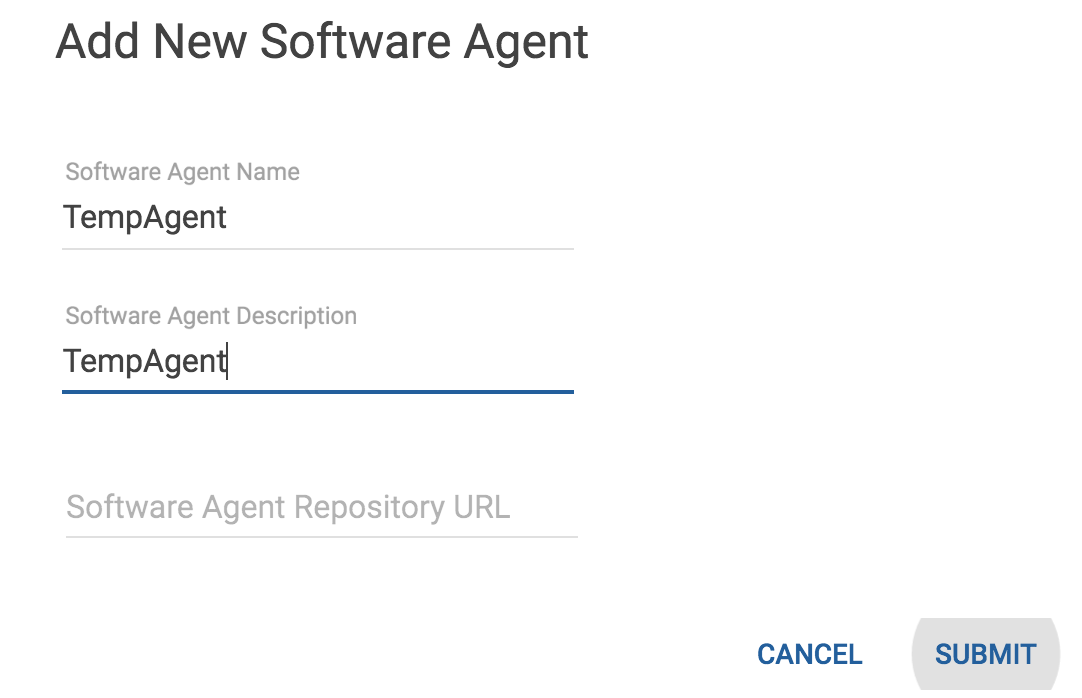 Add New Software Agent
Software Agent Name
TempAgent
Software Agent Description
TempAgent
Software Agent Repository URL
CANCEL SUBMIT